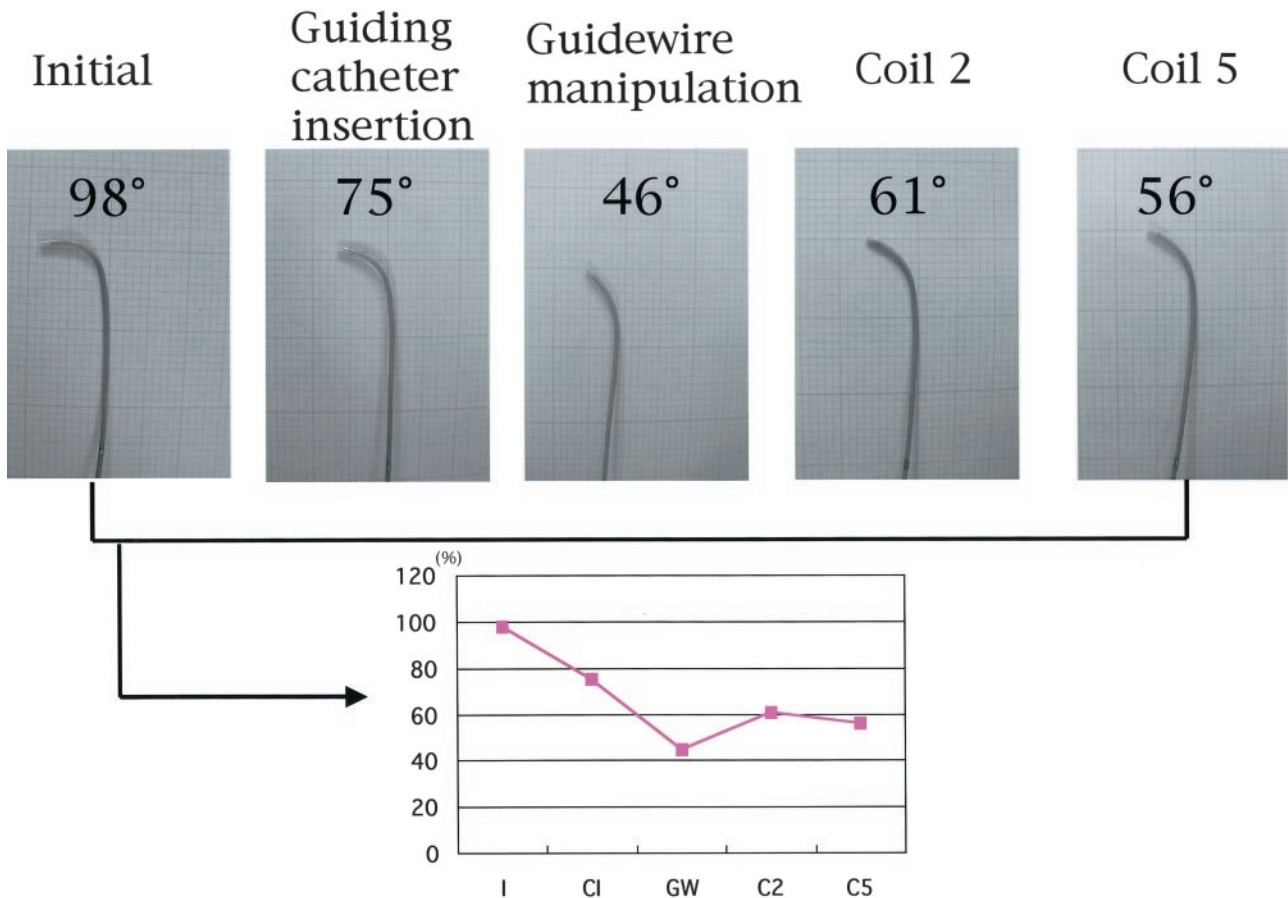 Initial
Guiding
catheter
insertion
Guidewire
manipulation
Coil 2
Coil 5
98°
75°
46°
61°
56°
(%)
120
100
80
60
40
20
0
I
CI
GW
C2
C5